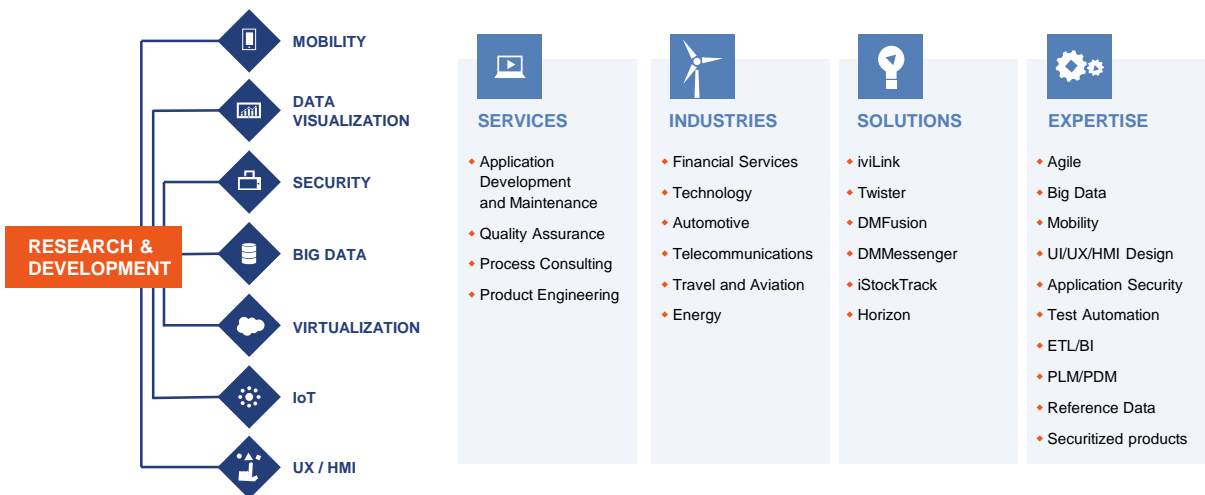 MOBILITY
DATA
VISUALIZATION
SECURITY
RESEARCH &
DEVELOPMENT
BIG DATA
VIRTUALIZATION
IoT
UX / HMI
SERVICES
Application
Development
and Maintenance
Quality Assurance
Process Consulting
Product Engineering
INDUSTRIES
Financial Services
Technology
Automotive
Telecommunications
Travel and Aviation
Energy
SOLUTIONS
iviLink
Twister
DMFusion
DMMessenger
iStockTrack
Horizon
EXPERTISE
Agile
Big Data
Mobility
UI/UX/HMI Design
Application Security
Test Automation
ETL/BI
PLM/PDM
Reference Data
Securitized products